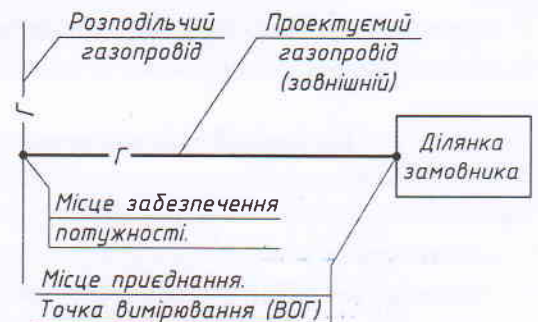 Розподільчий
газопровід
Проектуємий
газопровід
(зовнішній)
Г
Г
Ділянка
замовника
Місце забезпечення
потужності.
Місце приєднання.
Точка вимірювання (ВОГ)